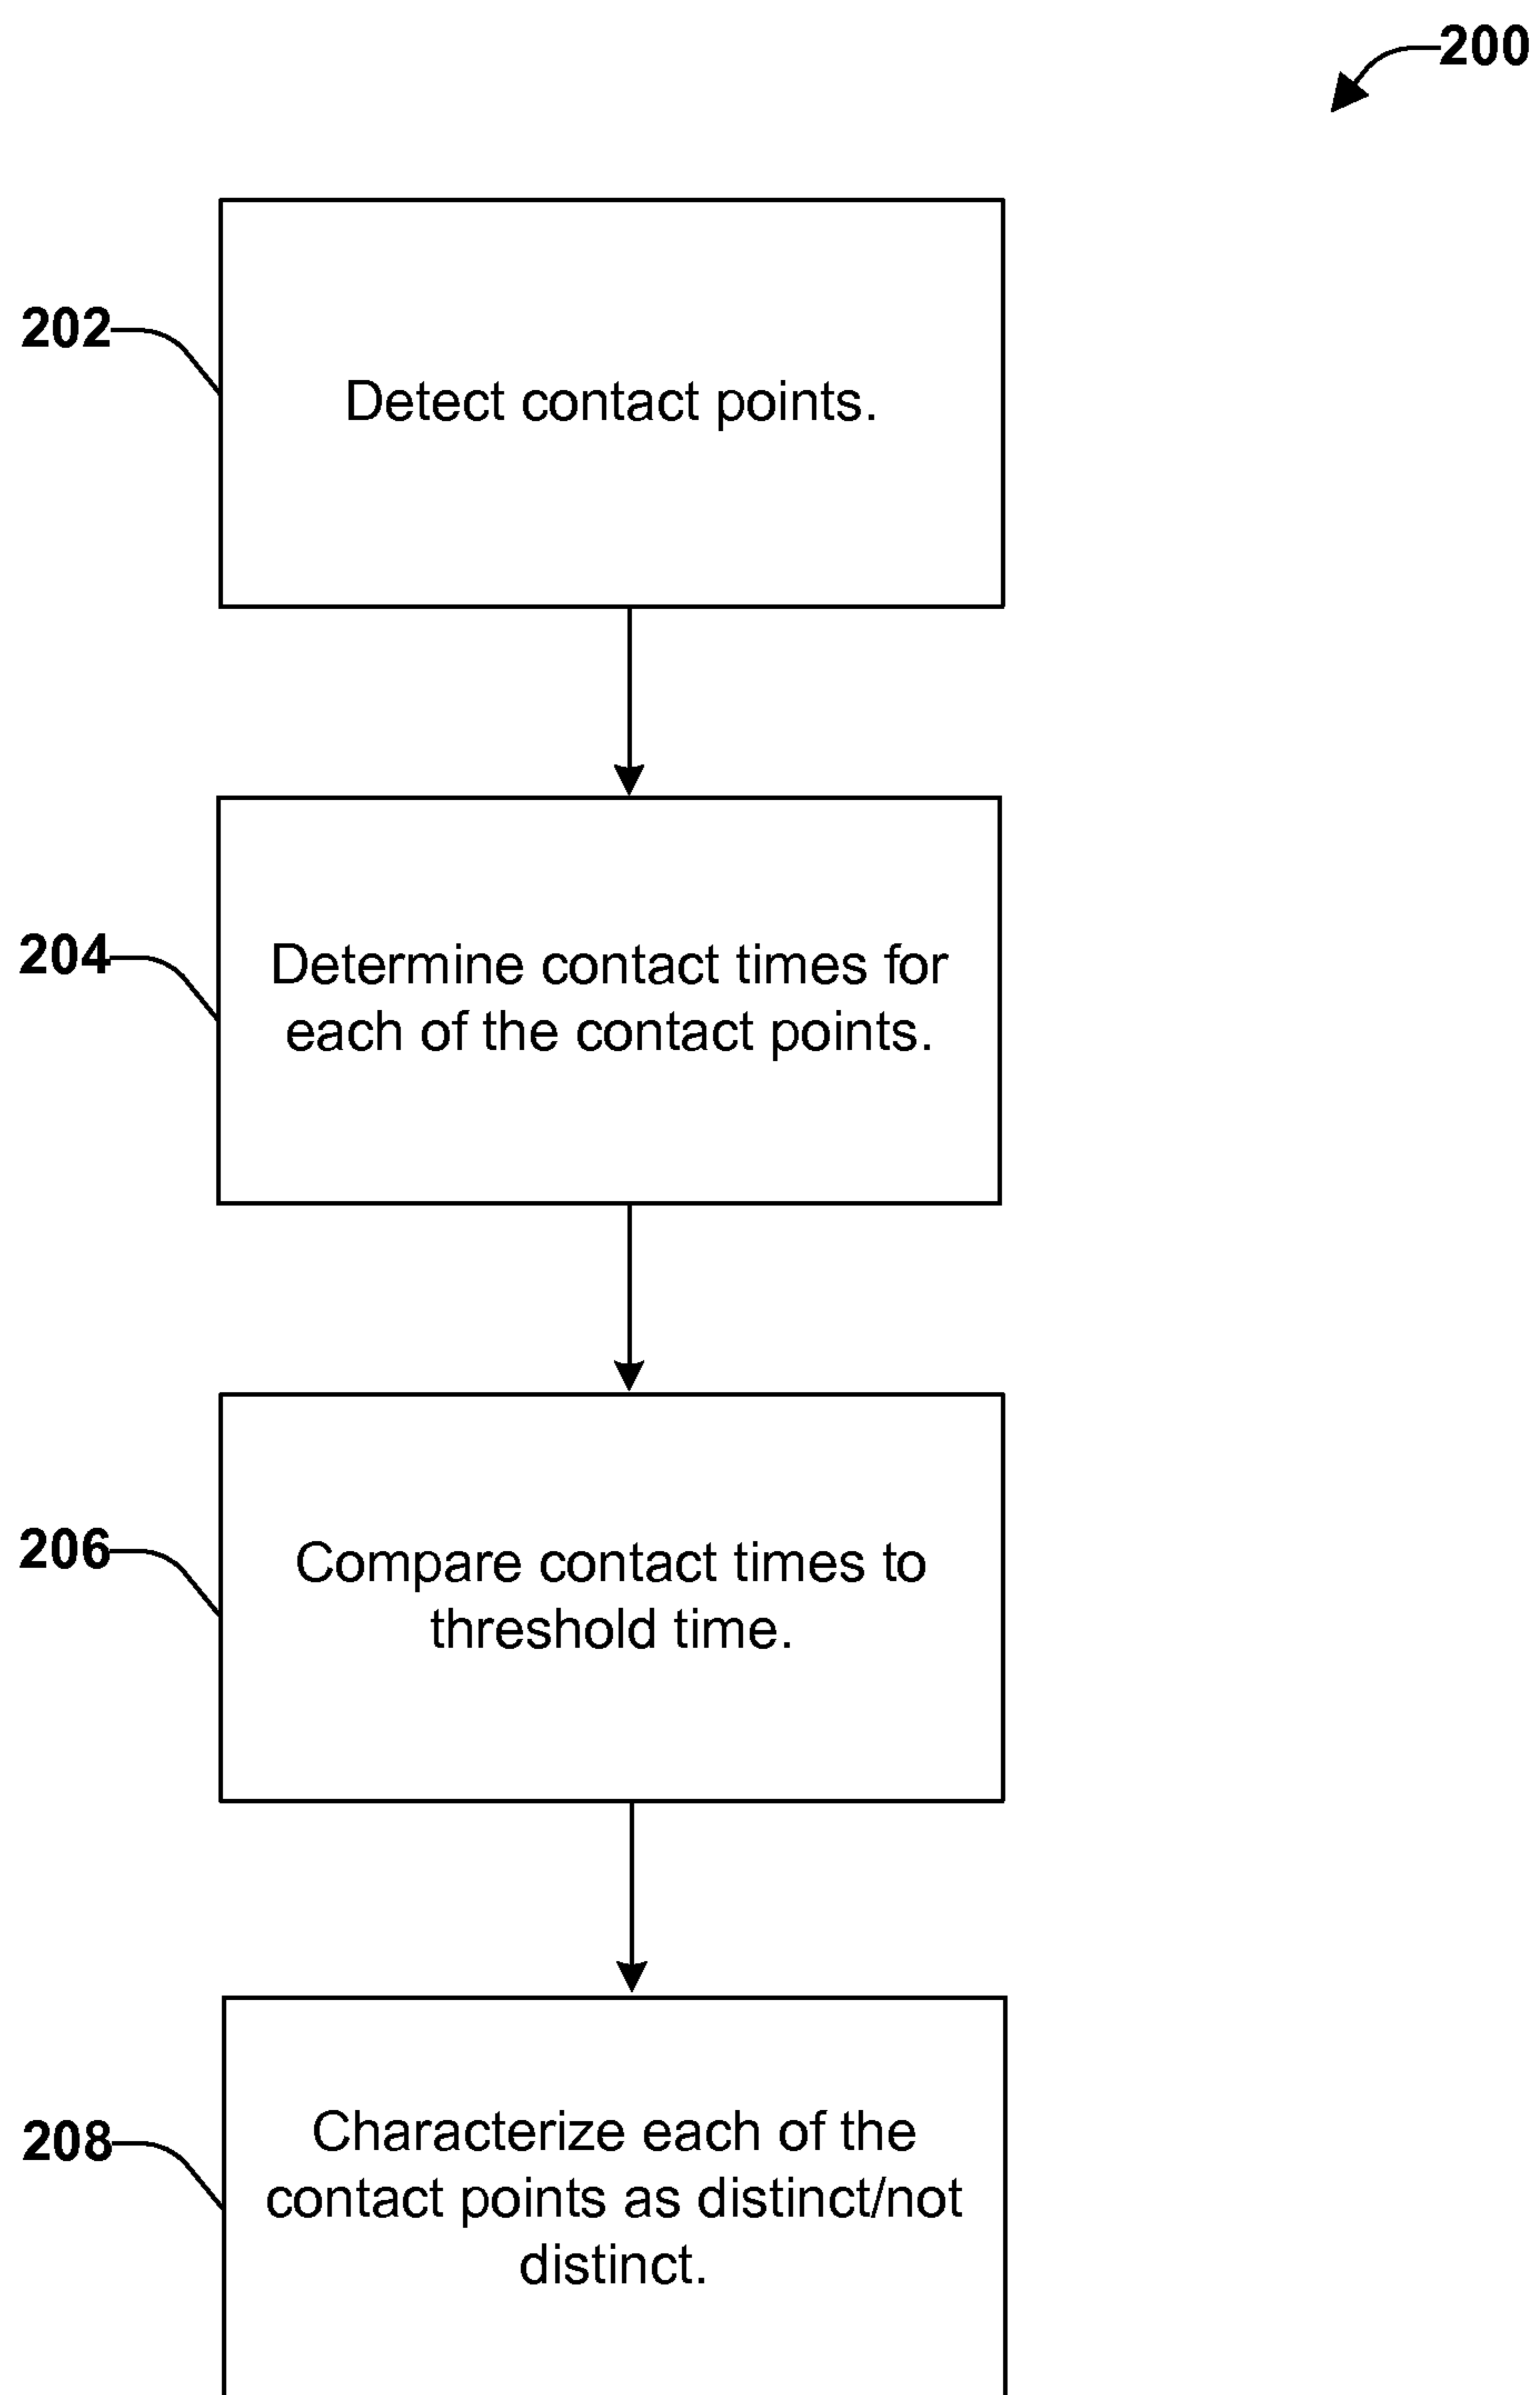 200
202
Detect contact points.
204
Determine contact times for
each of the contact points.
206
Compare contact times to
threshold time.
208
Characterize each of the
contact points as distinct/not
distinct.